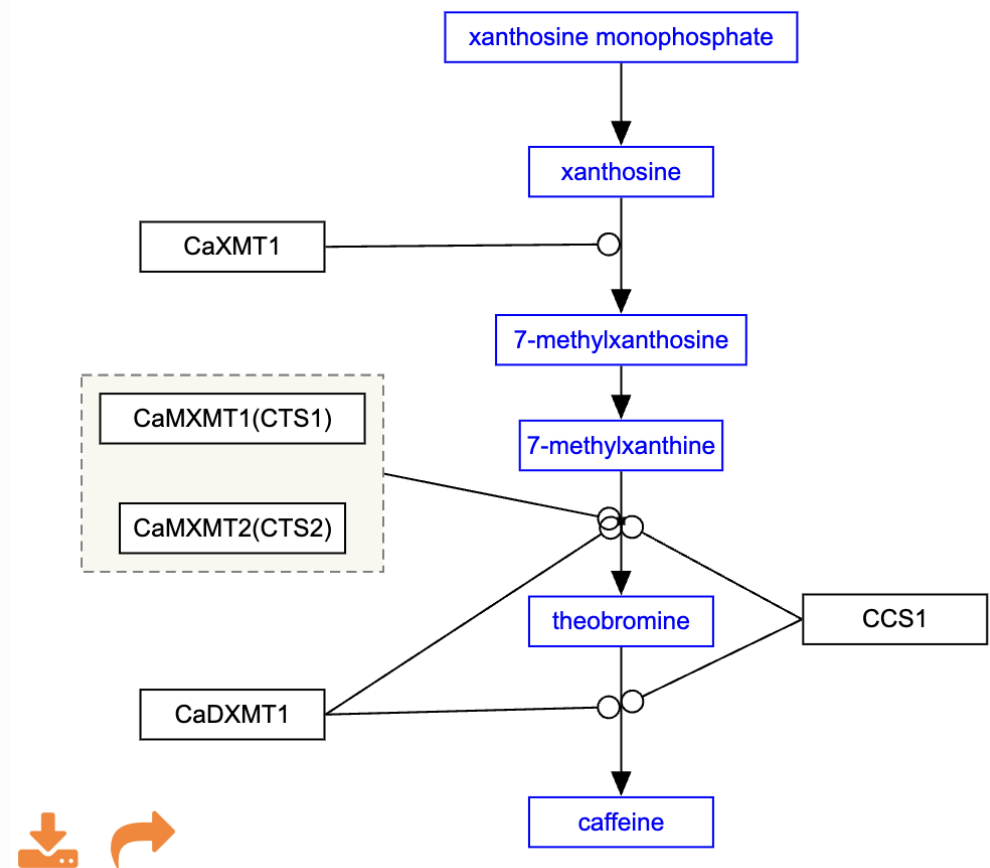 xanthosine monophosphate
xanthosine
CaXMT1
7-methylxanthosine
CaMXMT1(CTS1)
7-methylxanthine
CaMXMT2(CTS2)
theobromine
CCS1
CaDXMT1
caffeine